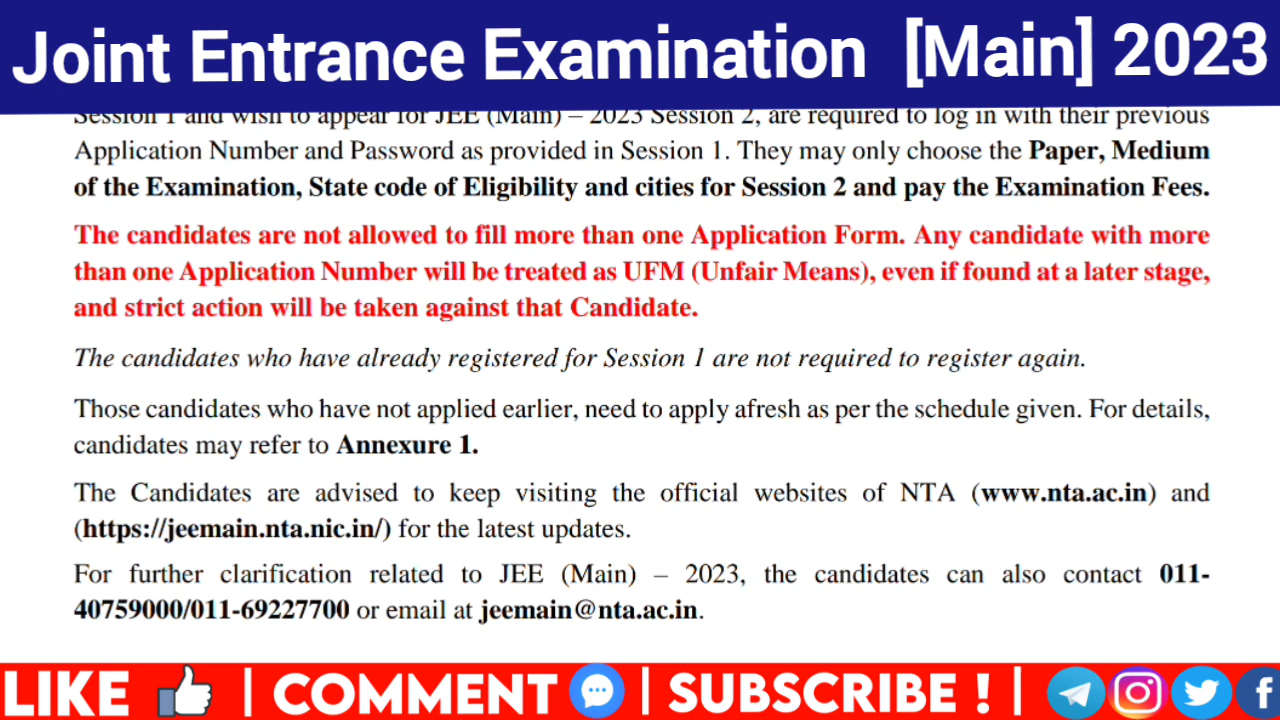 Joint Entrance Examination [Main] 2023
Session 1 and wish to appear for JEE (Main) – 2023 Session 2, are required to log in with their previous
Application Number and Password as provided in Session 1. They may only choose the Paper, Medium
of the Examination, State code of Eligibility and cities for Session 2 and pay the Examination Fees.
The candidates are not allowed to fill more than one Application Form. Any candidate with more
than one Application Number will be treated as UFM (Unfair Means), even if found at a later stage,
and strict action will be taken against that Candidate.
The candidates who have already registered for Session 1 are not required to register again.
Those candidates who have not applied earlier, need to apply afresh as per the schedule given. For details,
candidates may refer to Annexure 1.
The Candidates are advised to keep visiting the official websites of NTA (www.nta.ac.in) and
(https://jeemain.nta.nic.in/) for the latest updates.
For further clarification related to JEE (Main) – 2023, the candidates can also contact 011-
40759000/011-69227700 or email at jeemain@nta.ac.in.
LIKE | COMMENT | SUBSCRIBE ! |